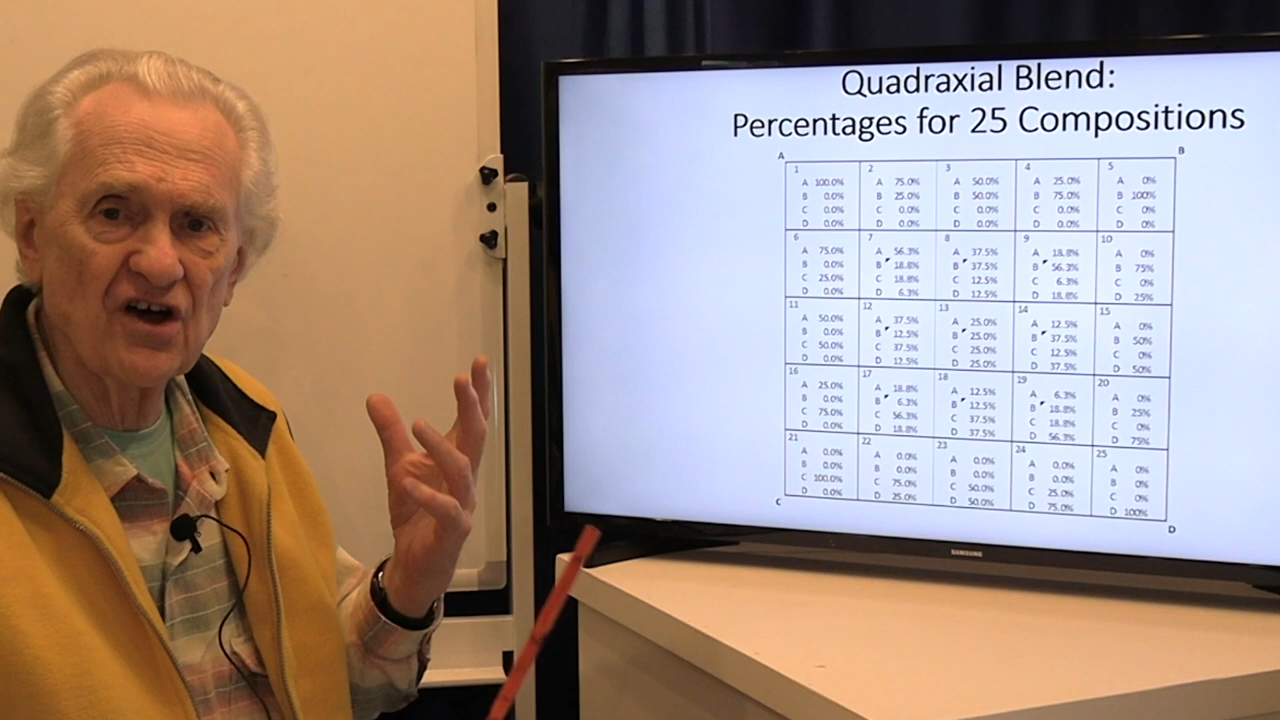 Quadraxial Blend:
Percentages for 25 Compositions
A B
1 2 3 4 5
A 100.0% A 75.0% A 50.0% A 25.0% A 0%
B 0.0% B 25.0% B 50.0% B 75.0% B 100%
C 0.0% C 0.0% C 0.0% C 0.0% C 0%
D 0.0% D 0.0% D 0.0% D 0.0% D 0%
6 7 8 9 10
A 75.0% A 56.3% A 37.5% A 18.8% A 0%
B 0.0% B 18.8% B 37.5% B 56.3% B 75%
C 25.0% C 18.8% C 12.5% C 6.3% C 0%
D 0.0% D 6.3% D 12.5% D 18.8% D 25%
11 12 13 14 15
A 50.0% A 37.5% A 25.0% A 12.5% A 0%
B 0.0% B 12.5% B 25.0% B 37.5% B 50%
C 50.0% C 37.5% C 25.0% C 12.5% C 0%
D 0.0% D 12.5% D 25.0% D 37.5% D 50%
16 17 18 19 20
A 25.0% A 18.8% A 12.5% A 6.3% A 0%
B 0.0% B 6.3% B 12.5% B 18.8% B 25%
C 75.0% C 56.3% C 37.5% C 18.8% C 0%
D 0.0% D 18.8% D 37.5% D 56.3% D 75%
21 22 23 24 25
A 0.0% A 0.0% A 0.0% A 0.0% A 0%
B 0.0% B 0.0% B 0.0% B 0.0% B 0%
C 100.0% C 75.0% C 50.0% C 25.0% C 0%
D 0.0% D 25.0% D 50.0% D 75.0% D 100%
C D
SAMSUNG